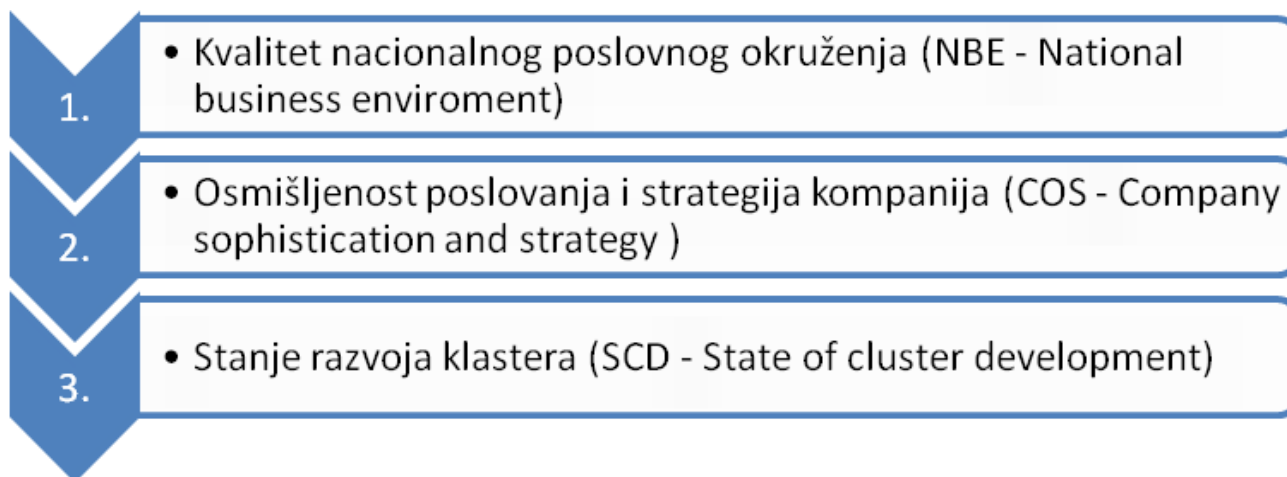 1.
• Kvalitet nacionalnog poslovnog okruženja (NBE - National
business enviroment)
2.
• Osmišljenost poslovanja i strategija kompanija (COS - Company
sophistication and strategy )
3.
• Stanje razvoja klastera (SCD - State of cluster development)